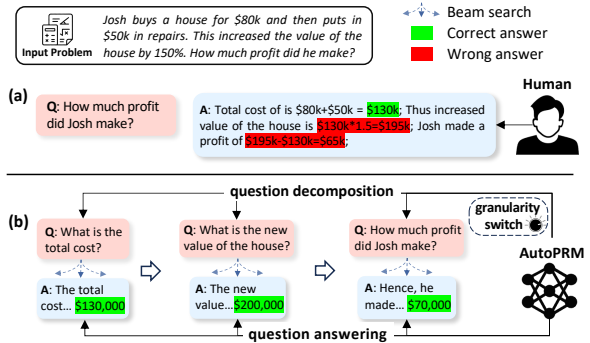 Josh buys a house for $80k and then puts in
$50k in repairs. This increased the value of the
house by 150%. How much profit did he make?
Input Problem
Beam search
Correct answer
Wrong answer
(a)
Q: How much profit
did Josh make?
A: Total cost of is $80k+$50k = $130k; Thus increased
value of the house is $130k*1.5=$195k; Josh made a
profit of $195k-$130k=$65k;
Human
question decomposition
(b)
Q: What is the
total cost?
Q: What is the new
value of the house?
Q: How much profit
did Josh make?
granularity
switch
AutoPRM
A: The total
cost... $130,000
A: The new
value...$200,000
A: Hence, he
made...$70,000
question answering